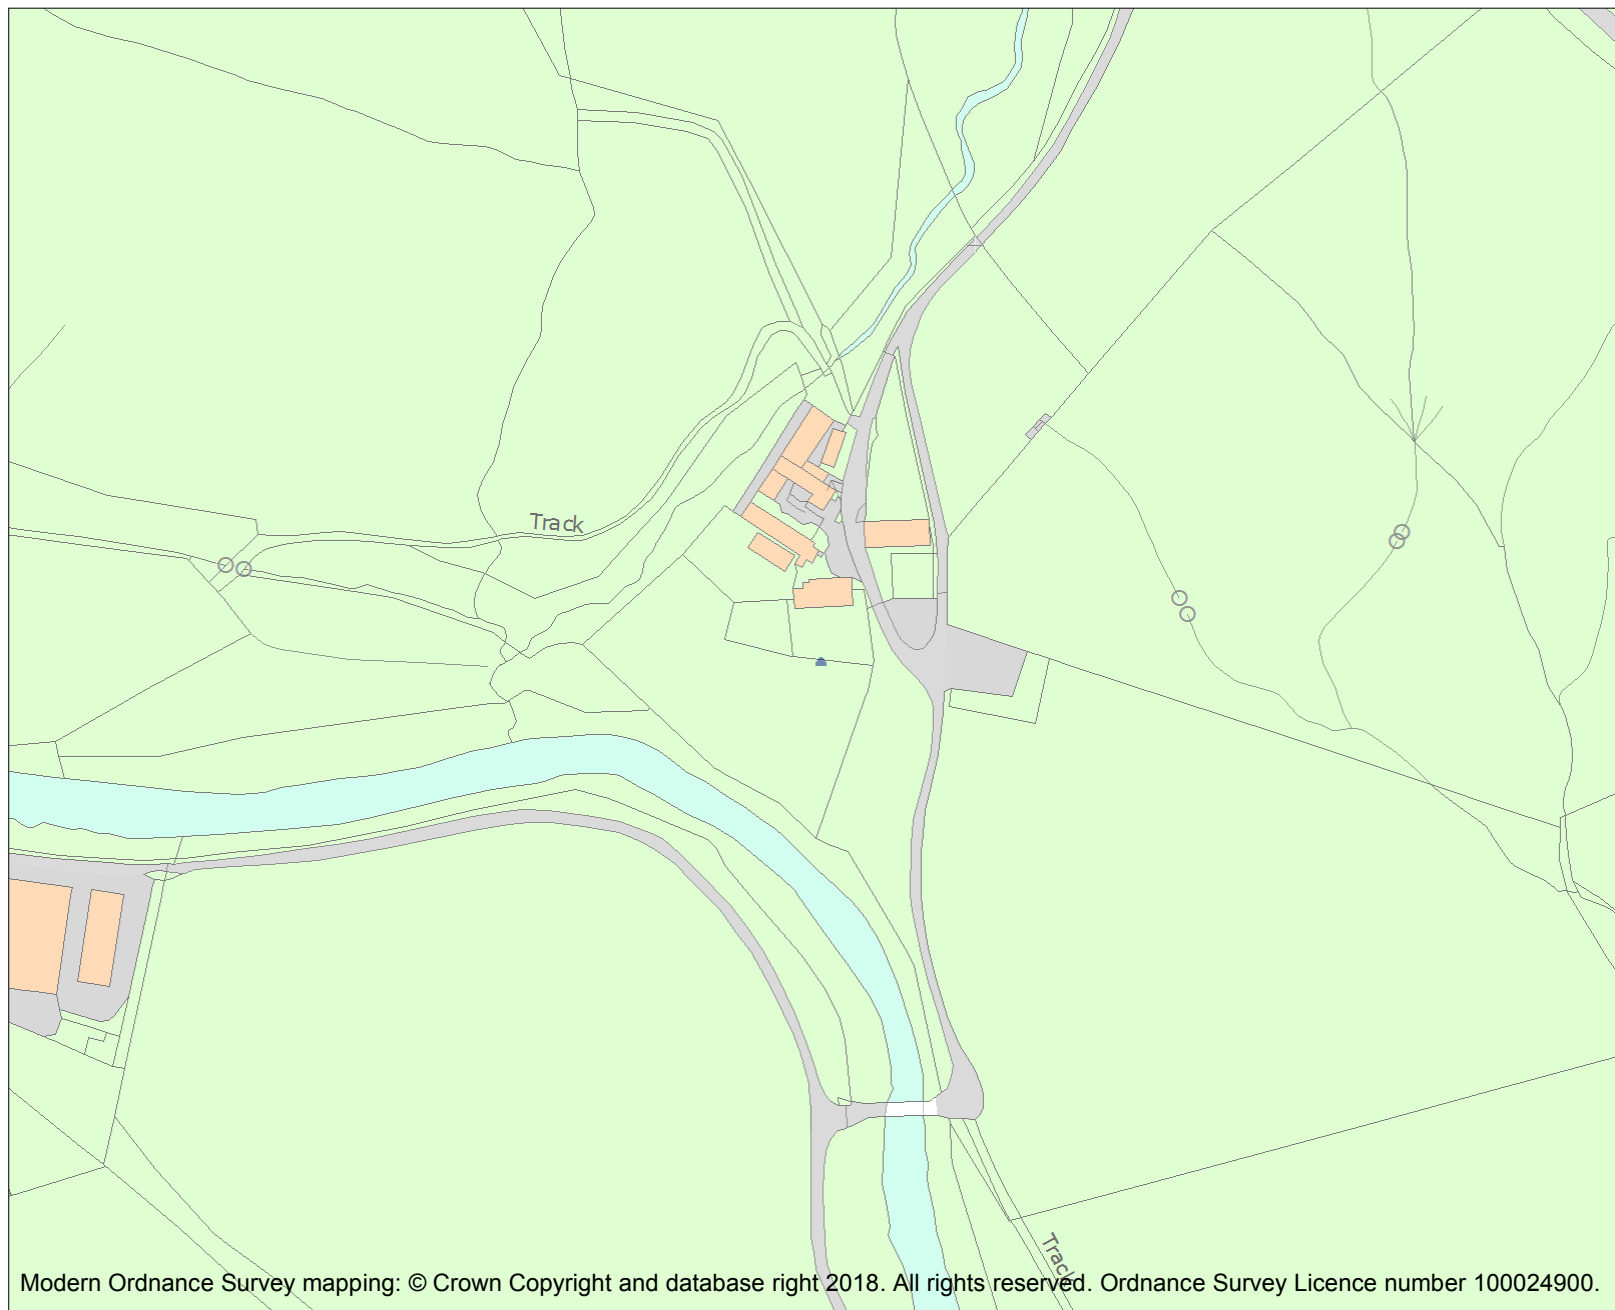 Track
Track
Modern Ordnance Survey mapping: © Crown Copyright and database right 2018. All rights reserved. Ordnance Survey Licence number 100024900.